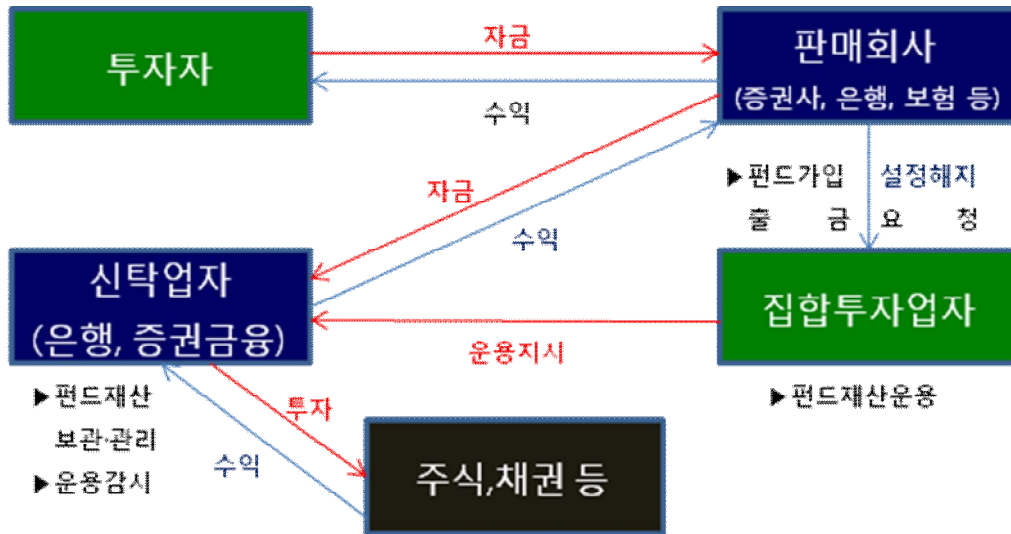 투자자
자금
수익
판매회사
(증권사, 은행, 보험 등)
▶펀드가입 설정해지
출 금 요 청
자금
수익
신탁업자
(은행, 증권금융)
▶펀드재산
보관·관리
▶운용감시
운용지시
집합투자업자
▶펀드재산운용
투자
수익
주식,채권 등